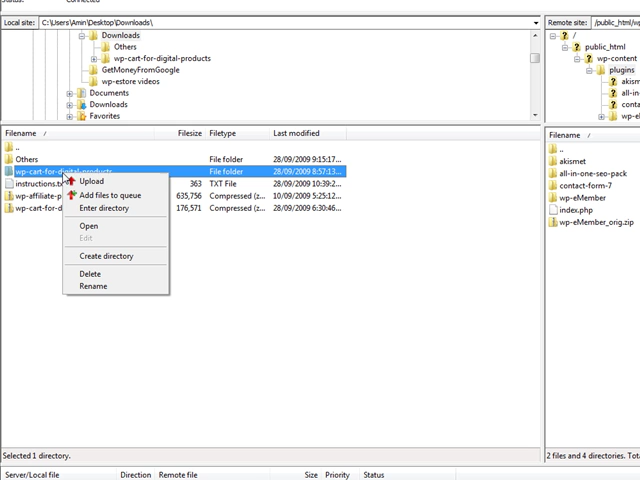 Status: Connected
Local site: C:\Users\Amin\Desktop\Downloads\
Remote site: /public_html/w
Downloads
Others
wp-cart-for-digital-products
GetMoneyFromGoogle
wp-estore videos
Documents
Downloads
Favorites
/
public_html
wp-content
plugins
akism
all-in
conta
wp-e
Filename / Filesize Filetype Last modified
..
Others File folder 28/09/2009 9:15:17...
wp-cart-for-digital-products File folder 28/09/2009 8:57:13...
instructions.tx 363 TXT File 28/09/2009 10:39:2...
wp-affiliate-p 635,756 Compressed (z... 10/09/2009 5:25:12...
wp-cart-for-d 176,571 Compressed (z... 28/09/2009 6:30:46...
Upload
Add files to queue
Enter directory
Open
Edit
Create directory
Delete
Rename
Filename /
..
akismet
all-in-one-seo-pack
contact-form-7
wp-eMember
index.php
wp-eMember_orig.zip
Selected 1 directory.
2 files and 4 directories. Tota
Server/Local file Direction Remote file Size Priority Status